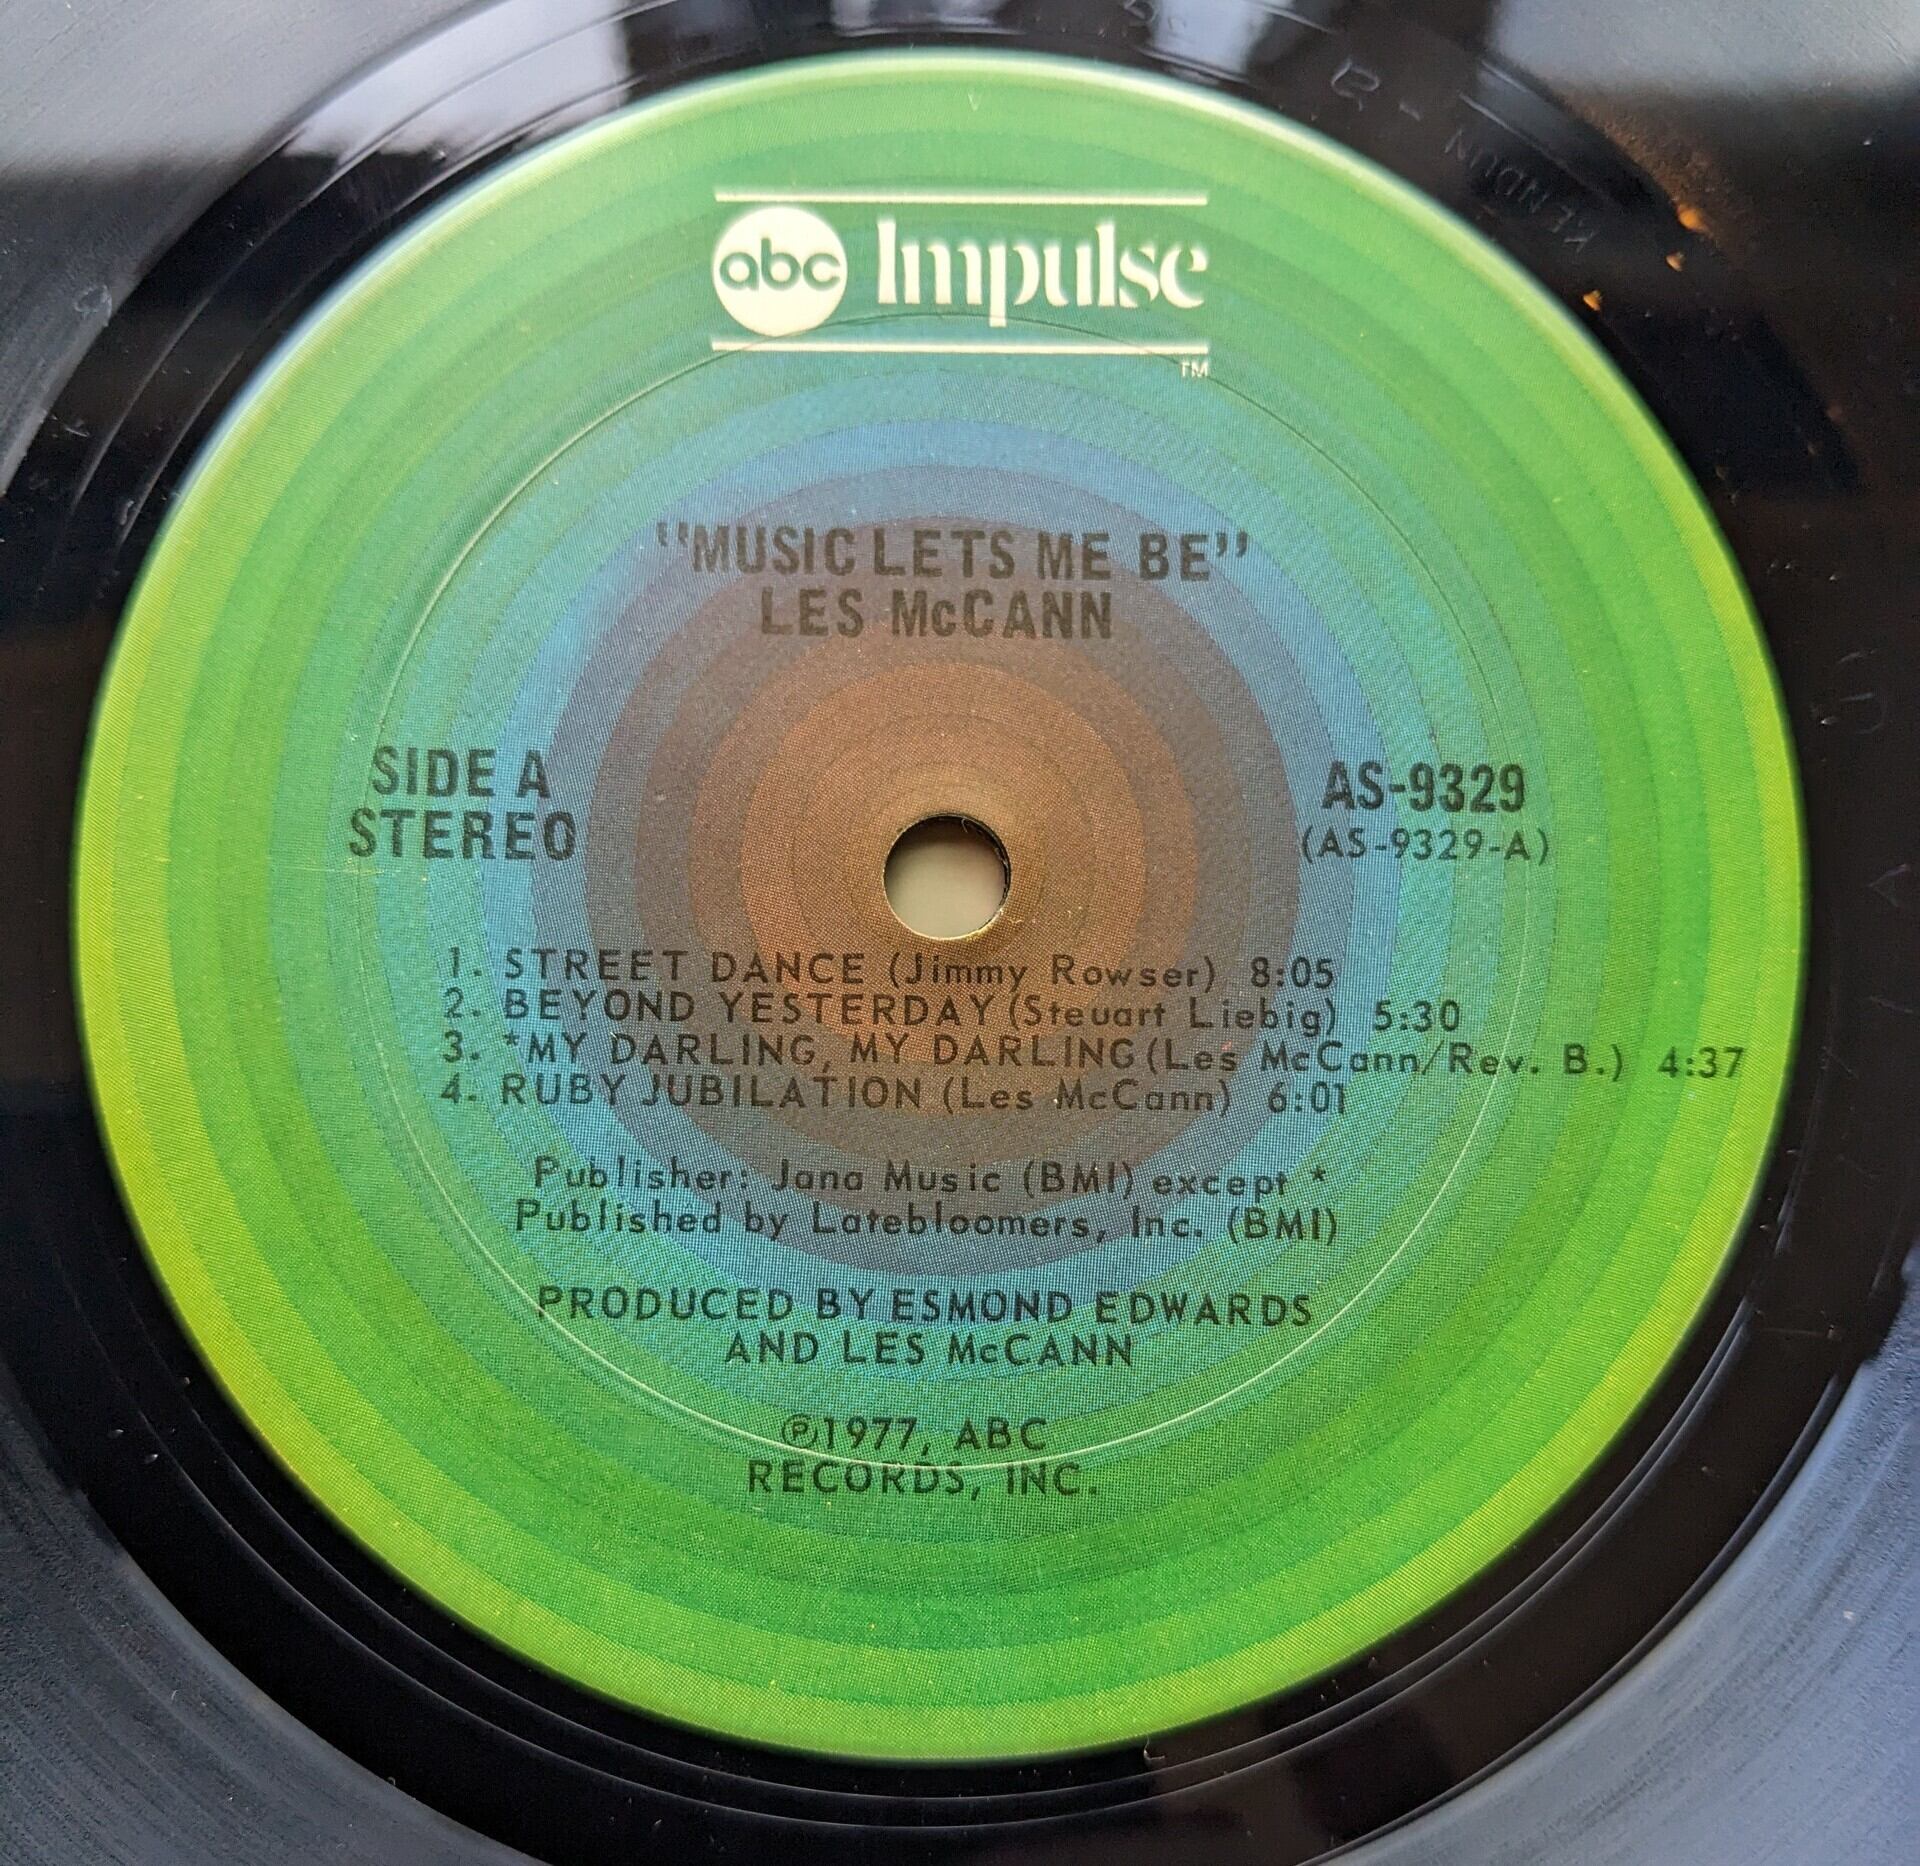 abc Impulse
TM
"MUSIC LETS ME BE"
LES McCANN
SIDE A
STEREO
AS-9329
(AS-9329-A)
1. STREET DANCE (Jimmy Rowser) 8:05
2. BEYOND YESTERDAY (Steuart Liebig) 5:30
3. *MY DARLING, MY DARLING (Les McCann/Rev. B.) 4:37
4. RUBY JUBILATION (Les McCann) 6:01
Publisher: Jana Music (BMI) except *
Published by Latebloomers, Inc. (BMI)
PRODUCED BY ESMOND EDWARDS
AND LES McCANN
℗1977, ABC
RECORDS, INC.